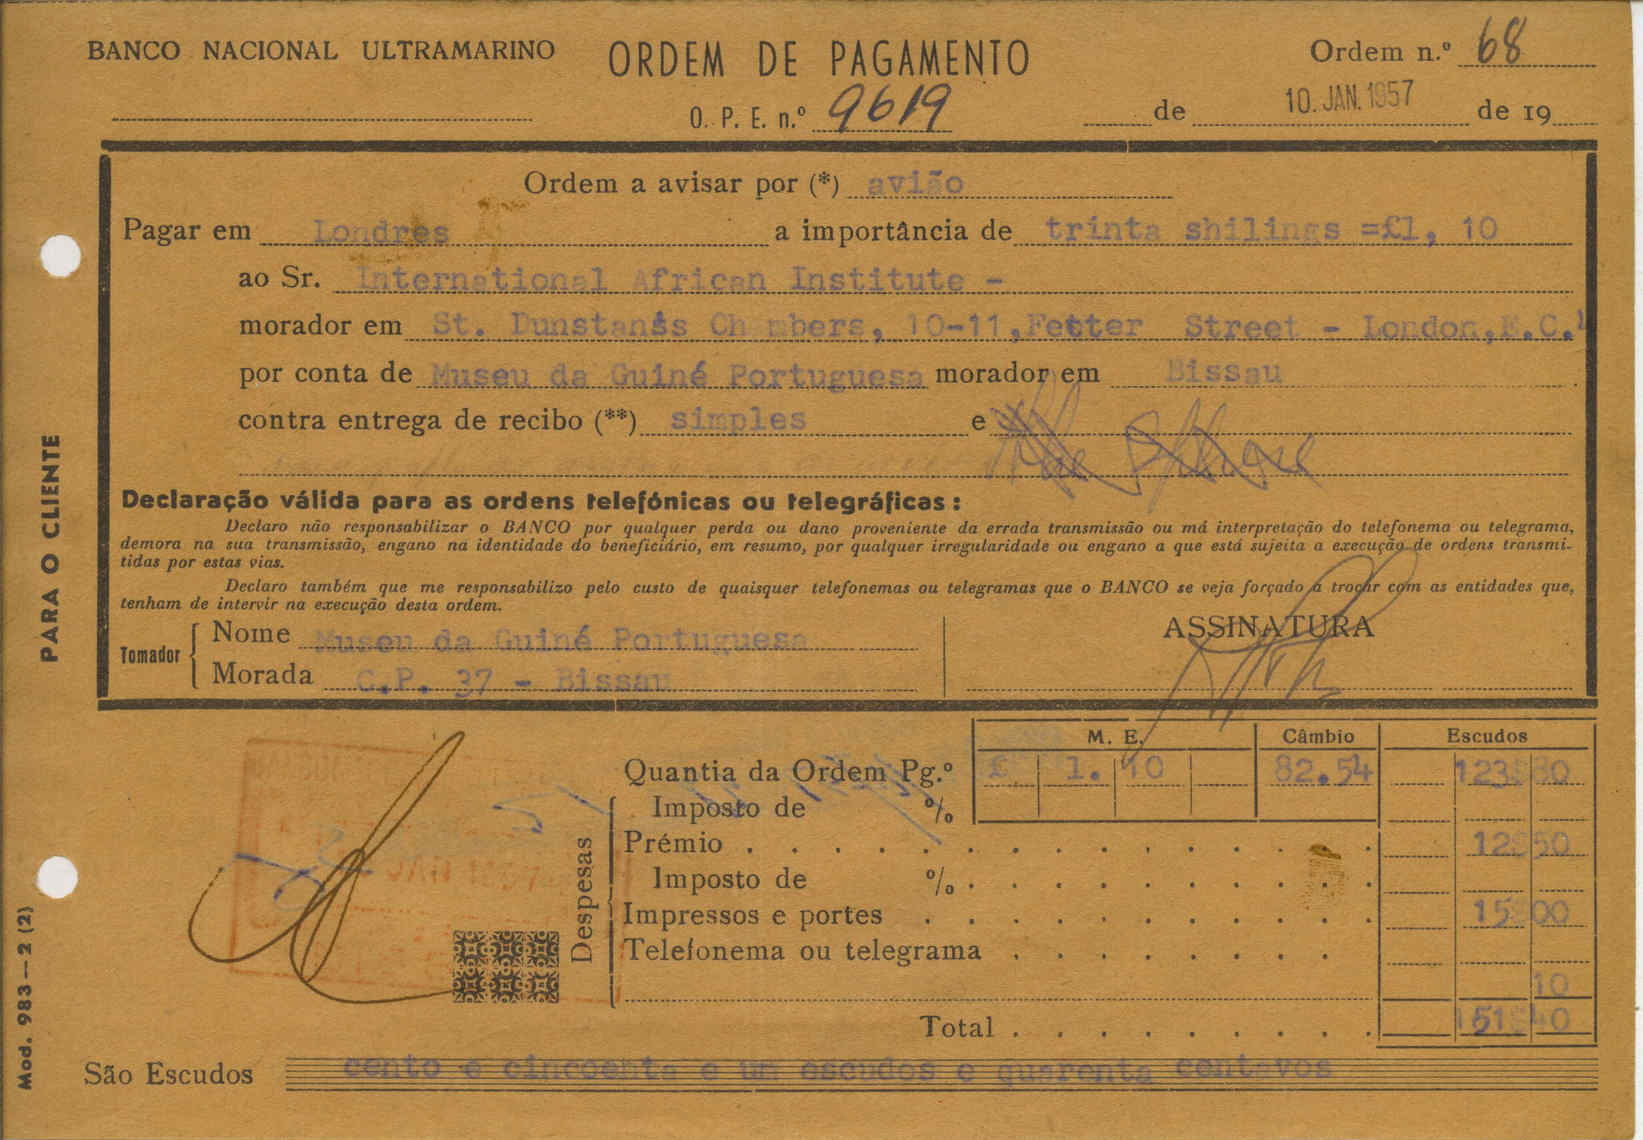 BANCO NACIONAL ULTRAMARINO
ORDEM DE PAGAMENTO
Ordem n.º 68
O. P. E. n.º 9619
de 10. JAN. 1957 de 19
Ordem a avisar por (*) avião
Pagar em Londres a importância de trinta shilings =£1, 10
ao Sr. International African Institute -
morador em St. Dunstan's Chambers, 10-11, Fetter Street - London, E.C.4
por conta de Museu da Guiné Portuguesa morador em Bissau
contra entrega de recibo (**) simples e
Declaração válida para as ordens telefónicas ou telegráficas :
Declaro não responsabilizar o BANCO por qualquer perda ou dano proveniente da errada transmissão ou má interpretação do telefonema ou telegrama,
demora na sua transmissão, engano na identidade do beneficiário, em resumo, por qualquer irregularidade ou engano a que está sujeita a execução de ordens transmi-
tidas por estas vias.
Declaro também que me responsabilizo pelo custo de quaisquer telefonemas ou telegramas que o BANCO se veja forçado a trocar com as entidades que,
tenham de intervir na execução desta ordem.
Tomador
Nome Museu da Guiné Portuguesa
Morada C.P. 37 - Bissau
ASSINATURA
M. E. Câmbio Escudos
Quantia da Ordem Pg.º £ 1. 10 82.54 123$80
Imposto de %
Prémio 12$50
Imposto de %
Impressos e portes 15$00
Telefonema ou telegrama
10
Total 151$40
Despesas
São Escudos cento e cincoenta e um escudos e quarenta centavos
PARA O CLIENTE
Mod. 983 — 2 (2)